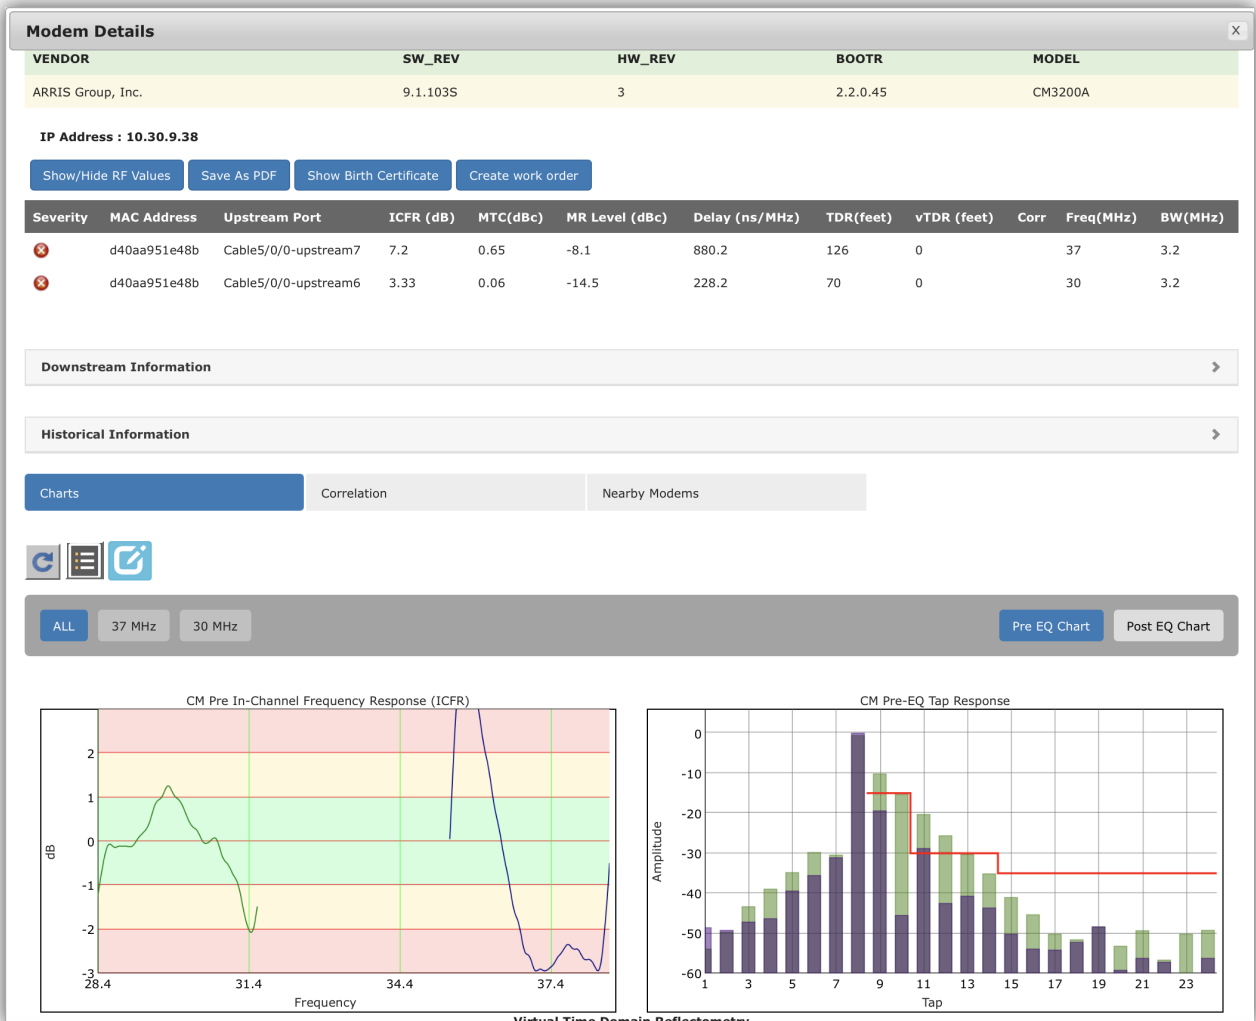 Modem Details
X
VENDOR SW_REV HW_REV BOOTR MODEL
ARRIS Group, Inc. 9.1.103S 3 2.2.0.45 CM3200A
IP Address : 10.30.9.38
Show/Hide RF Values Save As PDF Show Birth Certificate Create work order
Severity MAC Address Upstream Port ICFR (dB) MTC(dBc) MR Level (dBc) Delay (ns/MHz) TDR(feet) vTDR (feet) Corr Freq(MHz) BW(MHz)
d40aa951e48b Cable5/0/0-upstream7 7.2 0.65 -8.1 880.2 126 0 37 3.2
d40aa951e48b Cable5/0/0-upstream6 3.33 0.06 -14.5 228.2 70 0 30 3.2
Downstream Information
Historical Information
Charts Correlation Nearby Modems
ALL 37 MHz 30 MHz Pre EQ Chart Post EQ Chart
CM Pre In-Channel Frequency Response (ICFR)
2
1
0
-1
-2
-3
dB
28.4 31.4 34.4 37.4
Frequency
CM Pre-EQ Tap Response
0
-10
-20
-30
-40
-50
-60
Amplitude
1 3 5 7 9 11 13 15 17 19 21 23
Tap
Virtual Time Domain Reflectometry